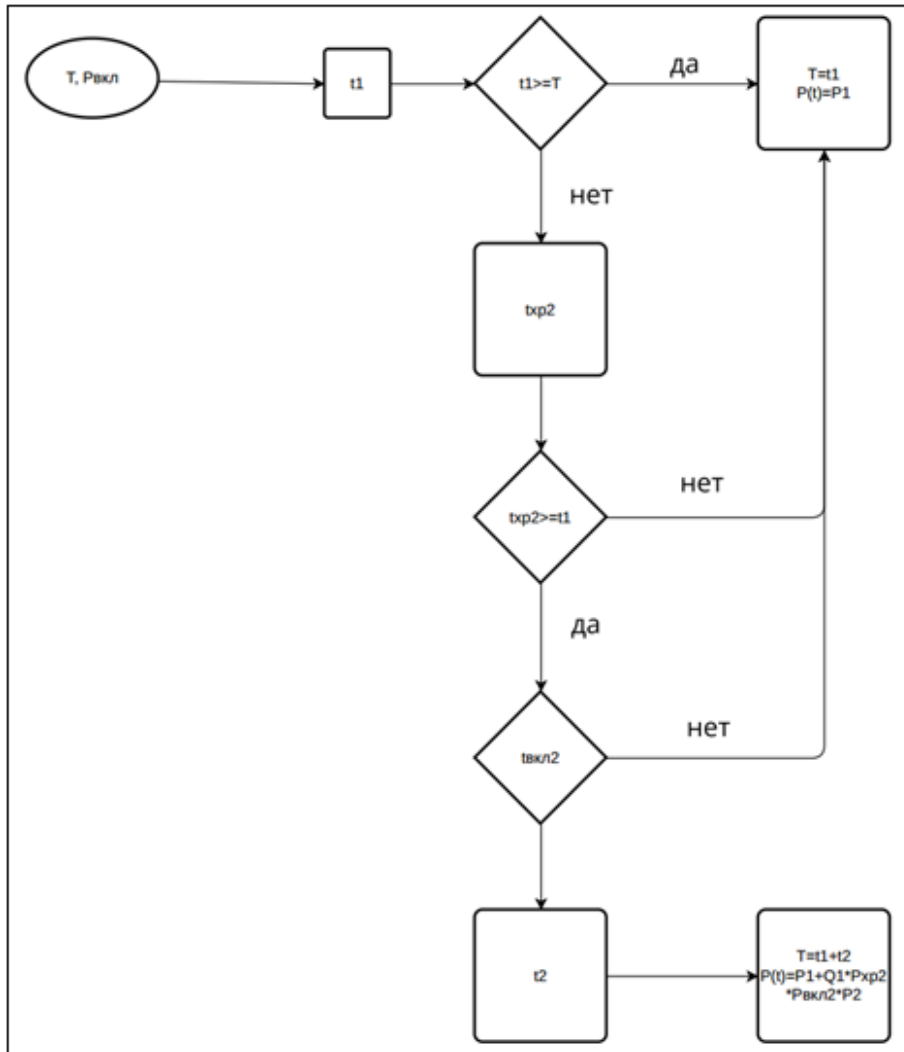 T, Pвкл
t1
t1>=T
да
T=t1
P(t)=P1
нет
txp2
txp2>=t1
нет
да
tвкл2
нет
t2
T=t1+t2
P(t)=P1+Q1*Pxp2
*Pвкл2*P2